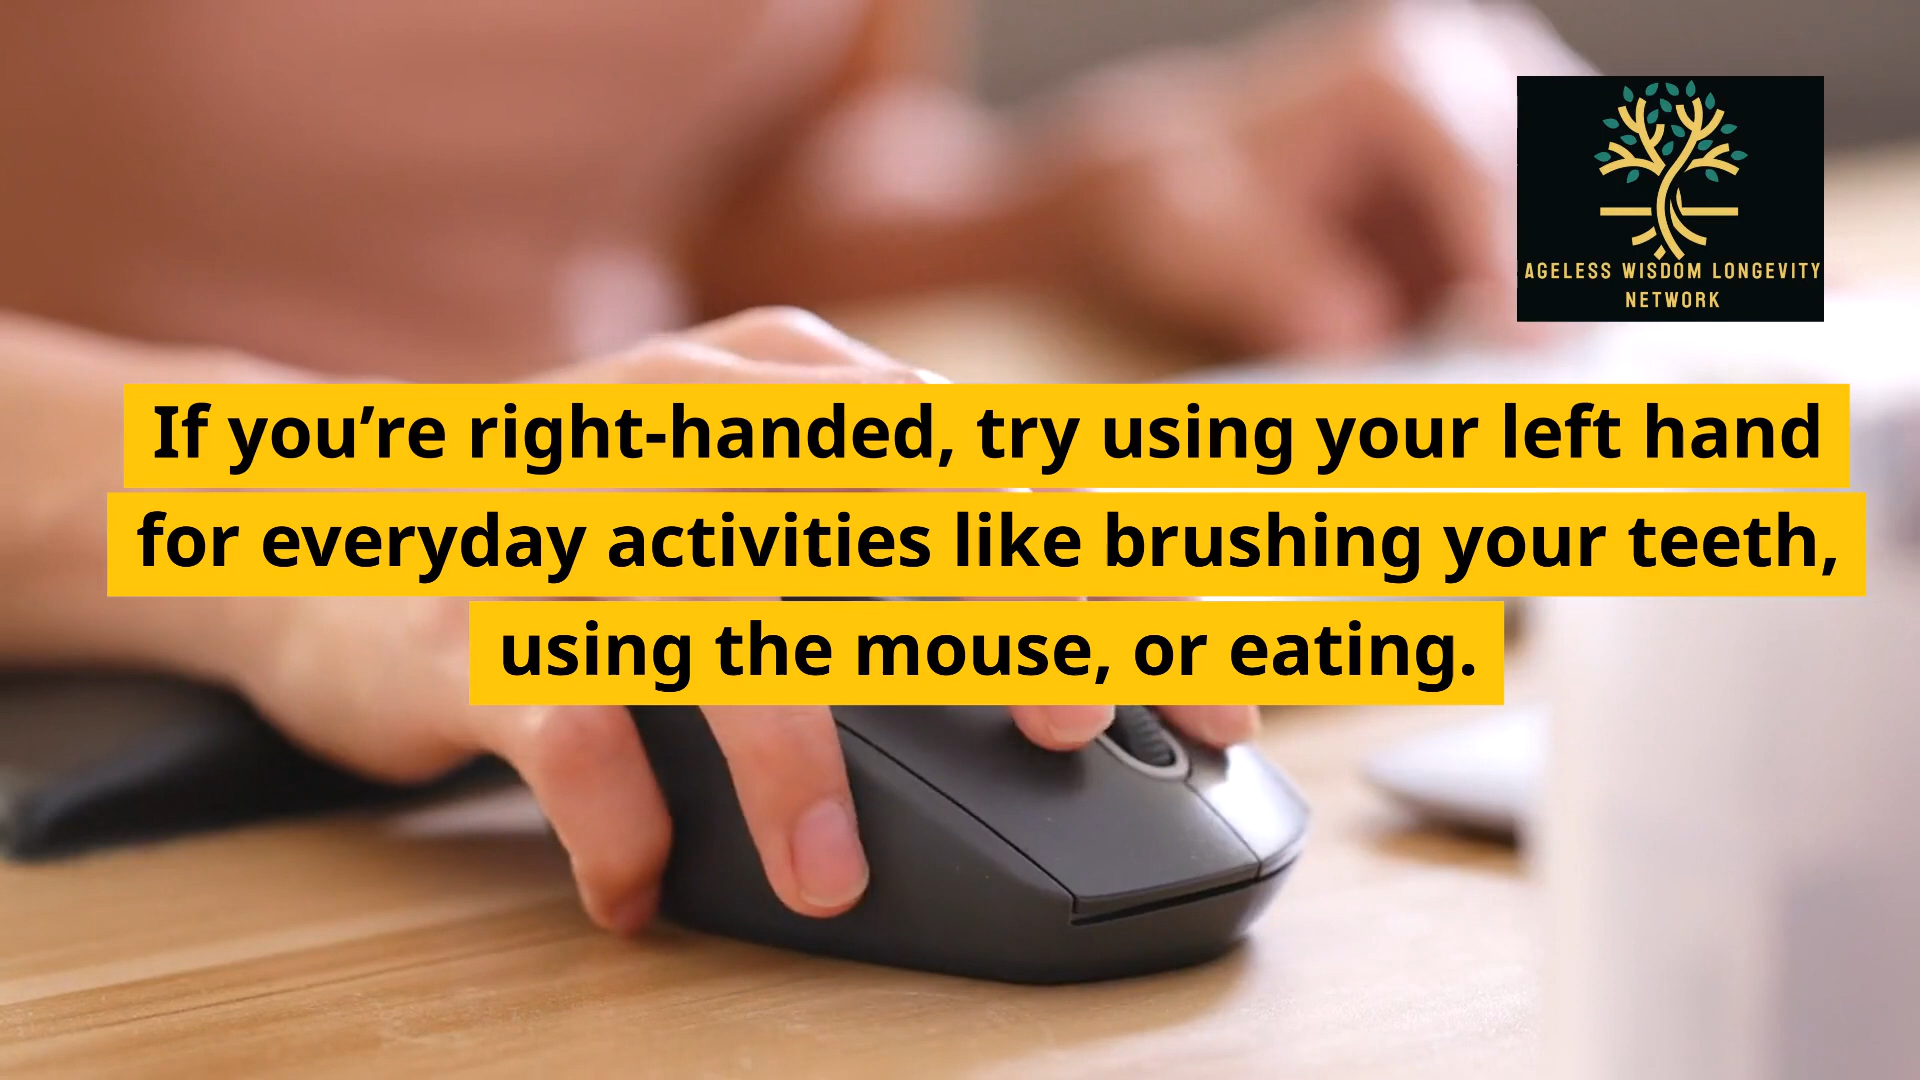 AGELESS WISDOM LONGEVITY
NETWORK
If you’re right-handed, try using your left hand
for everyday activities like brushing your teeth,
using the mouse, or eating.